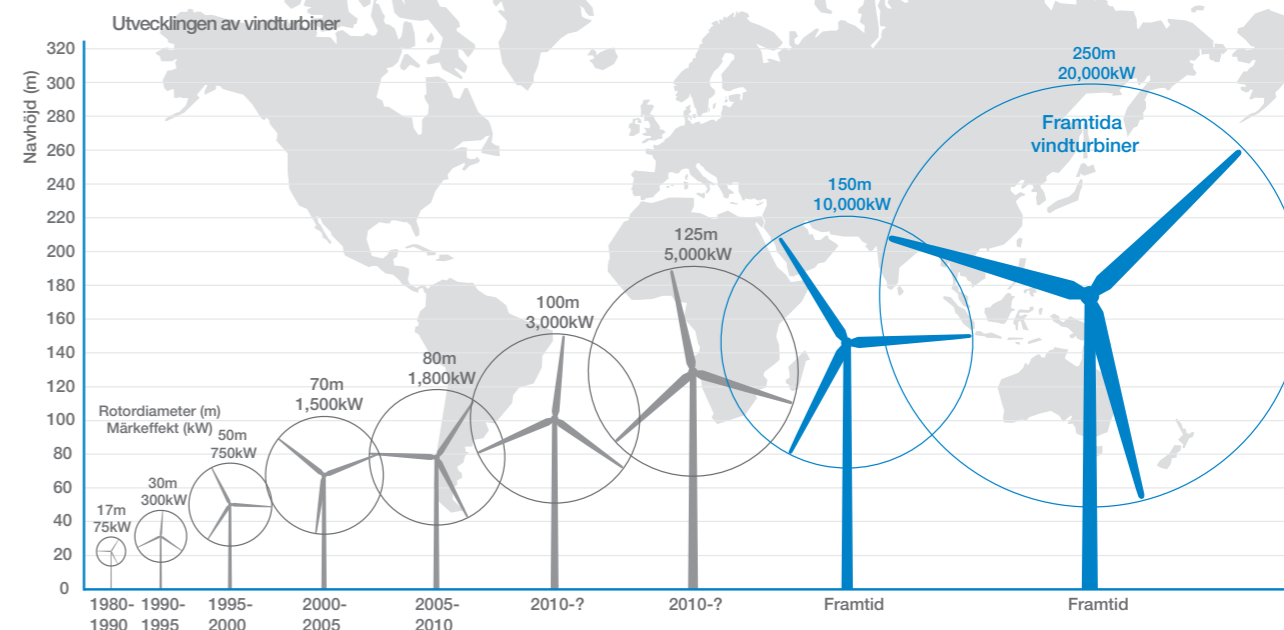 Utvecklingen av vindturbiner
Navhöjd (m)
320
300
280
260
240
220
200
180
160
140
120
100
80
60
40
20
0
Rotordiameter (m)
Märkeffekt (kW)
17m
75kW
30m
300kW
50m
750kW
70m
1,500kW
80m
1,800kW
100m
3,000kW
125m
5,000kW
150m
10,000kW
250m
20,000kW
Framtida
vindturbiner
1980-
1990
1990-
1995
1995-
2000
2000-
2005
2005-
2010
2010-?
2010-?
Framtid
Framtid